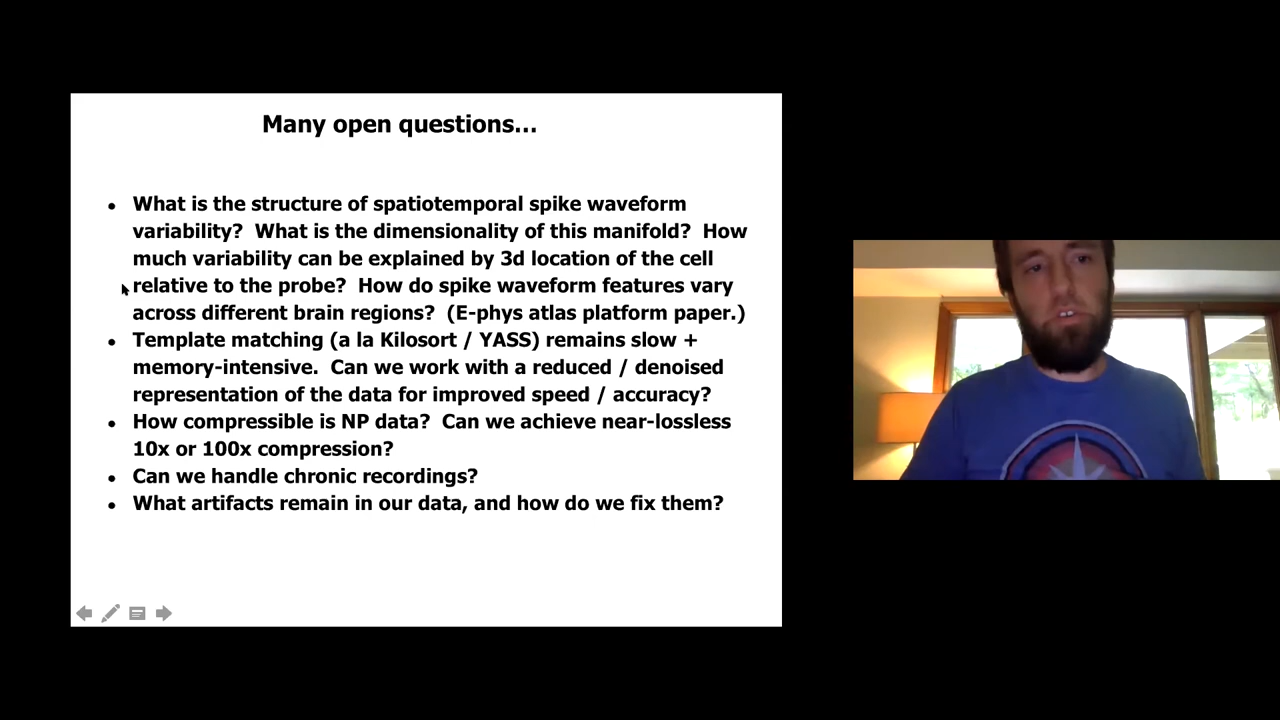 Many open questions...
• What is the structure of spatiotemporal spike waveform
variability?  What is the dimensionality of this manifold?  How
much variability can be explained by 3d location of the cell
relative to the probe?  How do spike waveform features vary
across different brain regions?  (E-phys atlas platform paper.)
• Template matching (a la Kilosort / YASS) remains slow +
memory-intensive.  Can we work with a reduced / denoised
representation of the data for improved speed / accuracy?
• How compressible is NP data?  Can we achieve near-lossless
10x or 100x compression?
• Can we handle chronic recordings?
• What artifacts remain in our data, and how do we fix them?